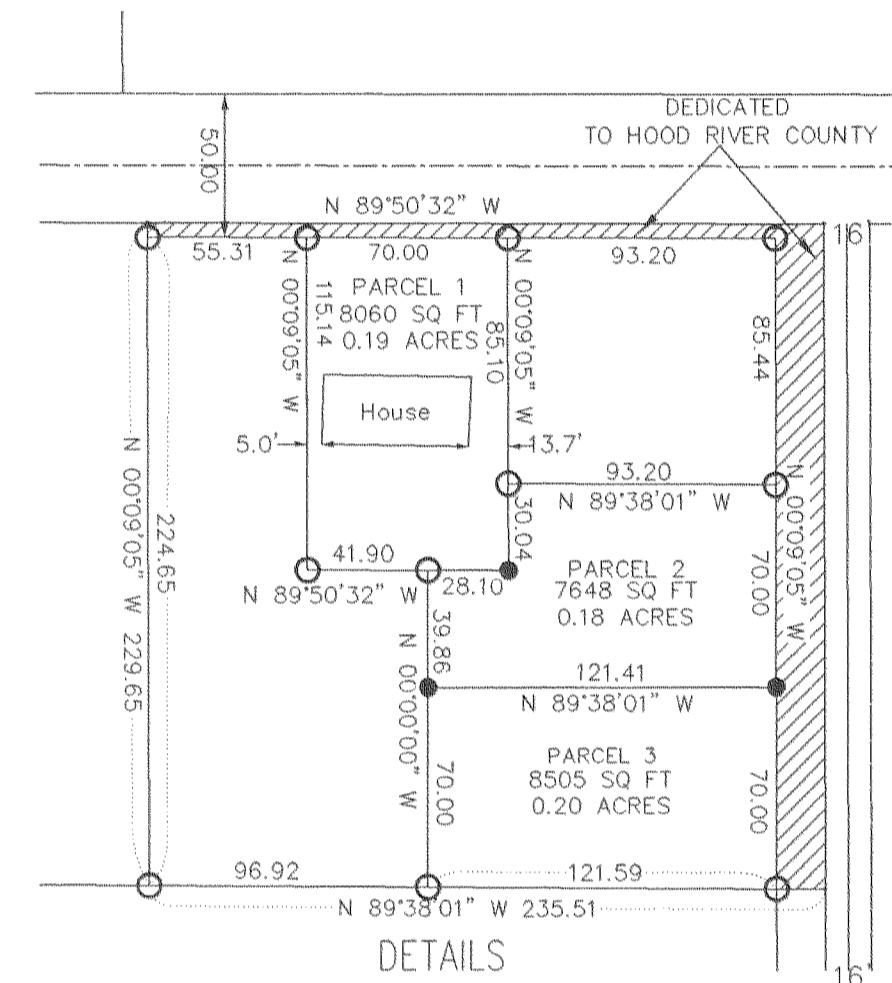 DEDICATED
TO HOOD RIVER COUNTY
50.00
N 89°50'32" W
16'
55.31
70.00
93.20
N 00°09'05" W
115.14
PARCEL 1
8060 SQ FT
0.19 ACRES
85.10
N 00°09'05" W
85.44
House
5.0'
13.7'
93.20
N 89°38'01" W
N 00°09'05" W
224.65
N 00°09'05" W 229.65
30.04
41.90
28.10
N 89°50'32" W
PARCEL 2
7648 SQ FT
0.18 ACRES
70.00
N 00°09'05" W
39.86
121.41
N 89°38'01" W
N 00°00'00" W
70.00
PARCEL 3
8505 SQ FT
0.20 ACRES
70.00
96.92
121.59
N 89°38'01" W 235.51
DETAILS
16'